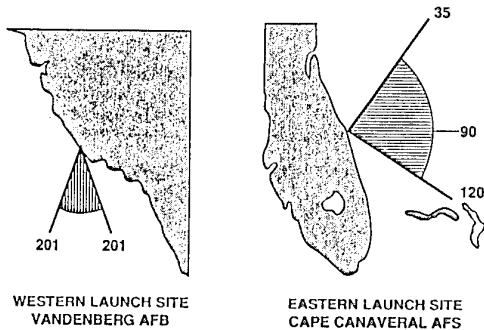 35
90
120
201 201
WESTERN LAUNCH SITE
VANDENBERG AFB
EASTERN LAUNCH SITE
CAPE CANAVERAL AFS